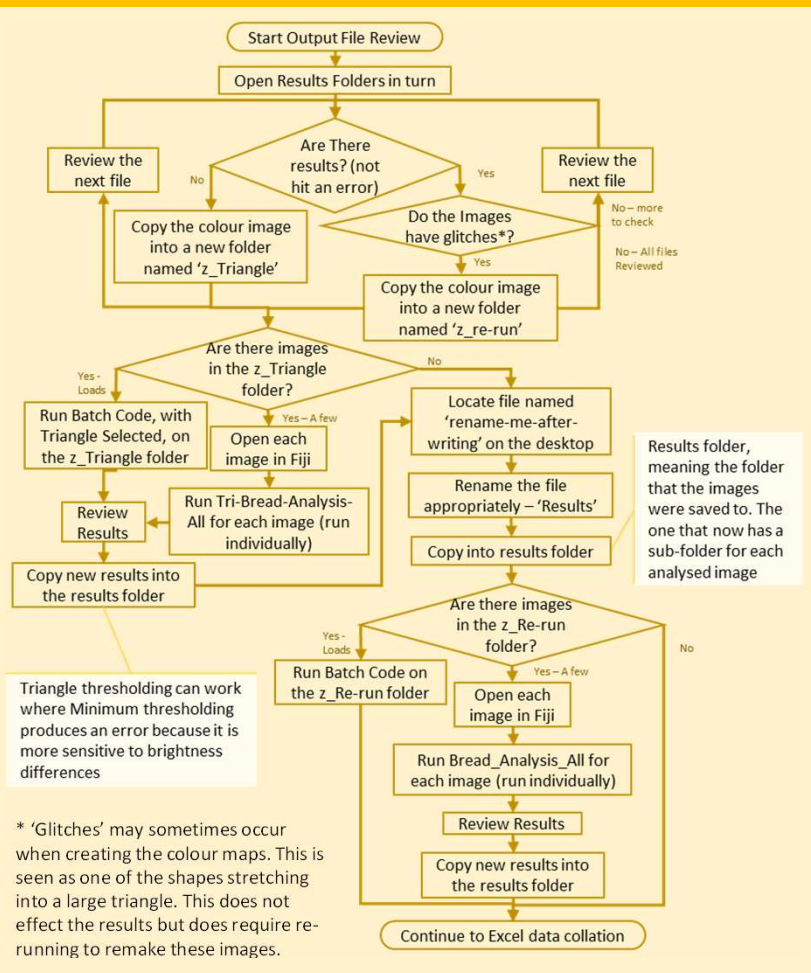 Start Output File Review
Open Results Folders in turn
Are There
results? (not
hit an error)
Review the
next file
Review the
next file
No
Yes
Copy the colour image
into a new folder
named ‘z_Triangle’
Do the Images
have glitches*?
No – more
to check
No – All files
Reviewed
Yes
Copy the colour image
into a new folder
named ‘z_re-run’
Are there images
in the z_Triangle
folder?
Yes -
Loads
No
Yes – A few
Run Batch Code, with
Triangle Selected, on
the z_Triangle folder
Open each
image in Fiji
Locate file named
‘rename-me-after-
writing’ on the desktop
Review
Results
Run Tri-Bread-Analysis-
All for each image (run
individually)
Rename the file
appropriately – ‘Results’
Copy new results into
the results folder
Copy into results folder
Results folder,
meaning the folder
that the images
were saved to. The
one that now has a
sub-folder for each
analysed image
Are there images
in the z_Re-run
folder?
Yes -
Loads
No
Yes – A few
Run Batch Code on
the z_Re-run folder
Open each
image in Fiji
Triangle thresholding can work
where Minimum thresholding
produces an error because it is
more sensitive to brightness
differences
Run Bread_Analysis_All for
each image (run individually)
Review Results
Copy new results into
the results folder
Continue to Excel data collation
* ‘Glitches’ may sometimes occur
when creating the colour maps. This is
seen as one of the shapes stretching
into a large triangle. This does not
effect the results but does require re-
running to remake these images.